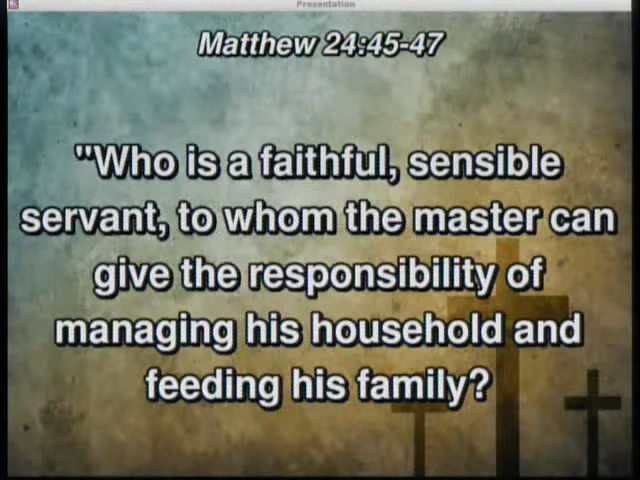 Presentation
Matthew 24:45-47
"Who is a faithful, sensible
servant, to whom the master can
give the responsibility of
managing his household and
feeding his family?